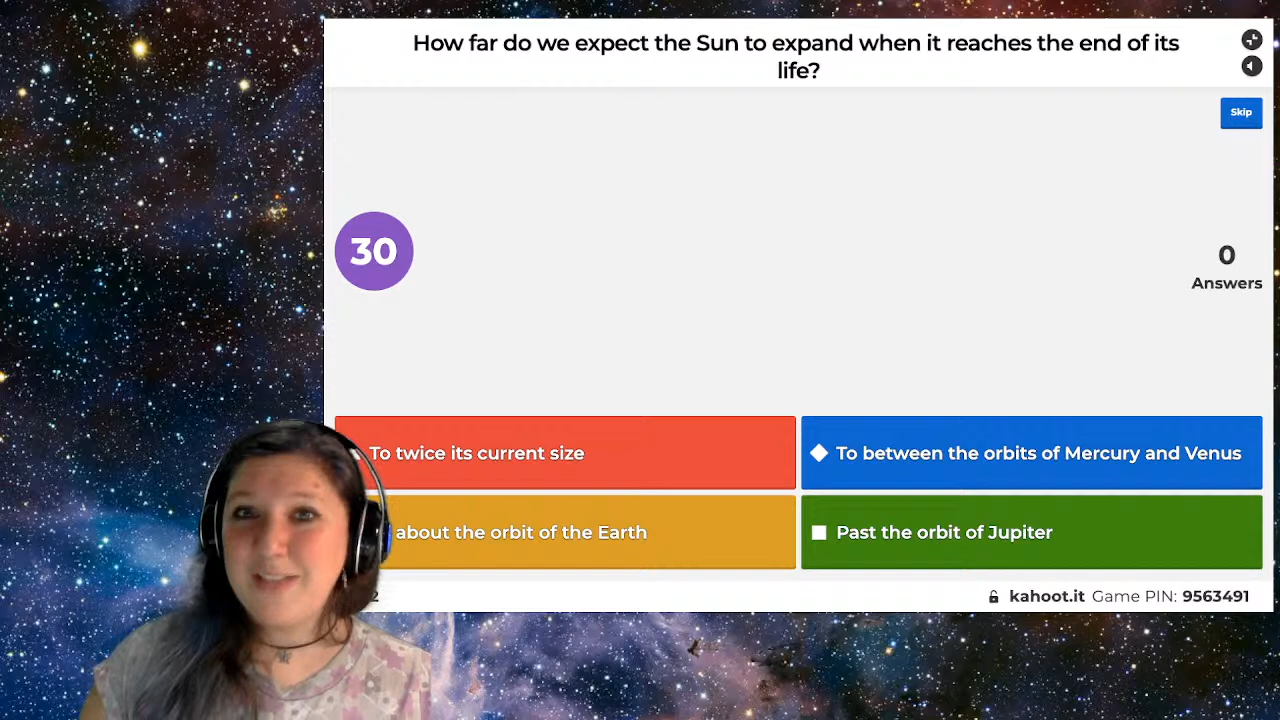 How far do we expect the Sun to expand when it reaches the end of its
life?
Skip
30
0
Answers
To twice its current size
To between the orbits of Mercury and Venus
about the orbit of the Earth
Past the orbit of Jupiter
2
kahoot.it Game PIN: 9563491